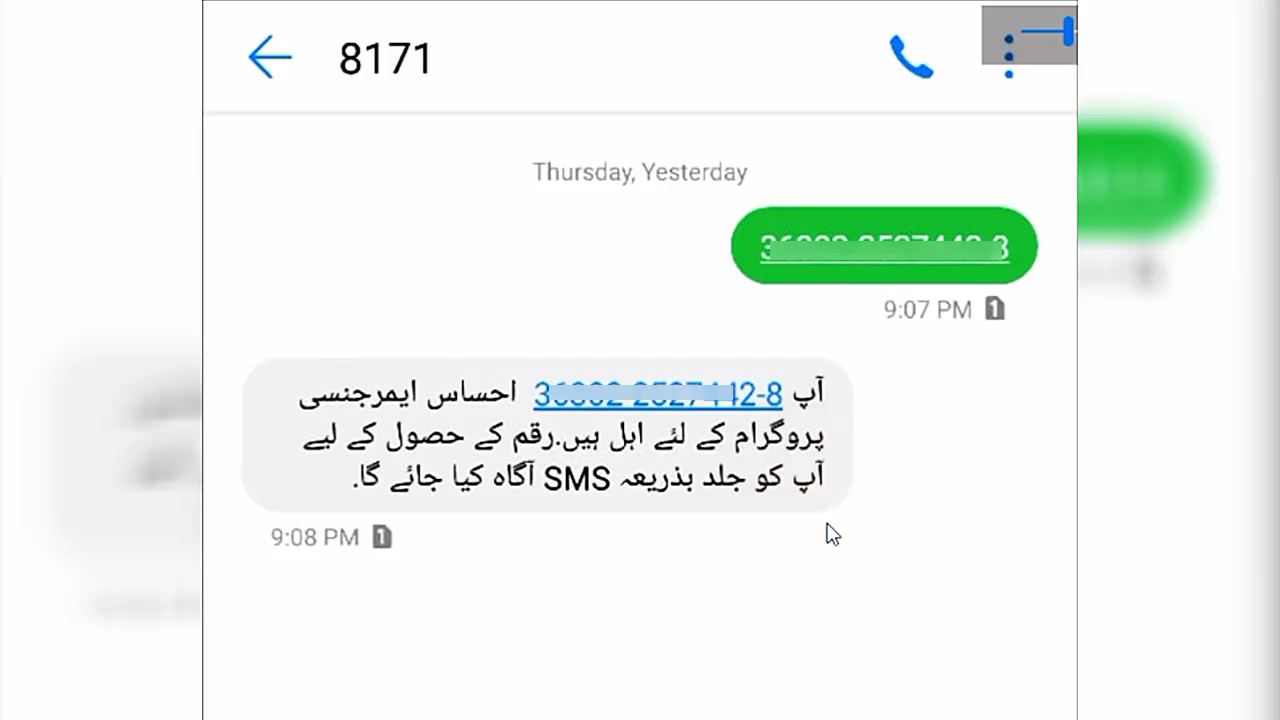 8171
Thursday, Yesterday
9:07 PM
آپ احساس ایمرجنسی
پروگرام کے لئے اہل ہیں.رقم کے حصول کے لیے
آپ کو جلد بذریعہ SMS آگاہ کیا جائے گا.
9:08 PM